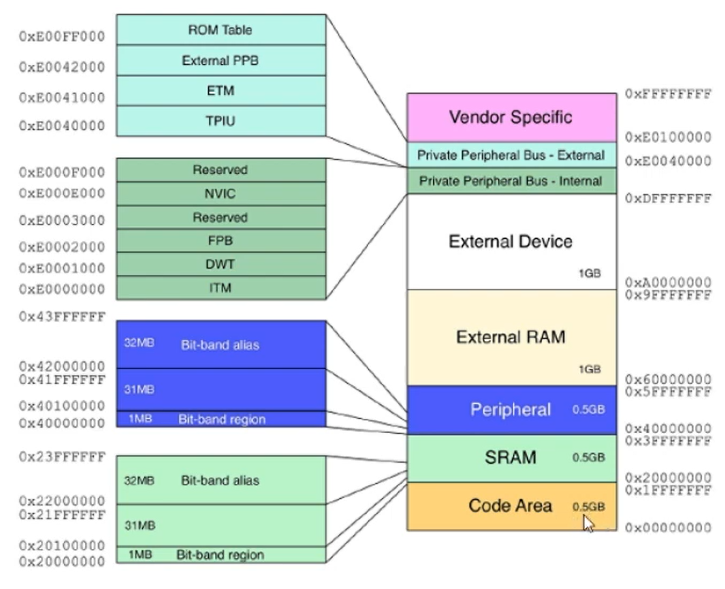 0xE00FF000
ROM Table
0xE0042000
External PPB
0xE0041000
ETM
0xE0040000
TPIU
0xE000F000
Reserved
0xE000E000
NVIC
0xE0003000
Reserved
0xE0002000
FPB
0xE0001000
DWT
0xE0000000
ITM
0x43FFFFFF
32MB Bit-band alias
0x42000000
0x41FFFFFF
31MB
0x40100000
0x40000000
1MB Bit-band region
0x23FFFFFF
32MB Bit-band alias
0x22000000
0x21FFFFFF
31MB
0x20100000
0x20000000
1MB Bit-band region
0xFFFFFFFF
Vendor Specific
0xE0100000
Private Peripheral Bus - External
0xE0040000
Private Peripheral Bus - Internal
0xDFFFFFFF
External Device
1GB
0xA0000000
0x9FFFFFFF
External RAM
1GB
0x60000000
0x5FFFFFFF
Peripheral 0.5GB
0x40000000
0x3FFFFFFF
SRAM 0.5GB
0x20000000
0x1FFFFFFF
Code Area 0.5GB
0x00000000